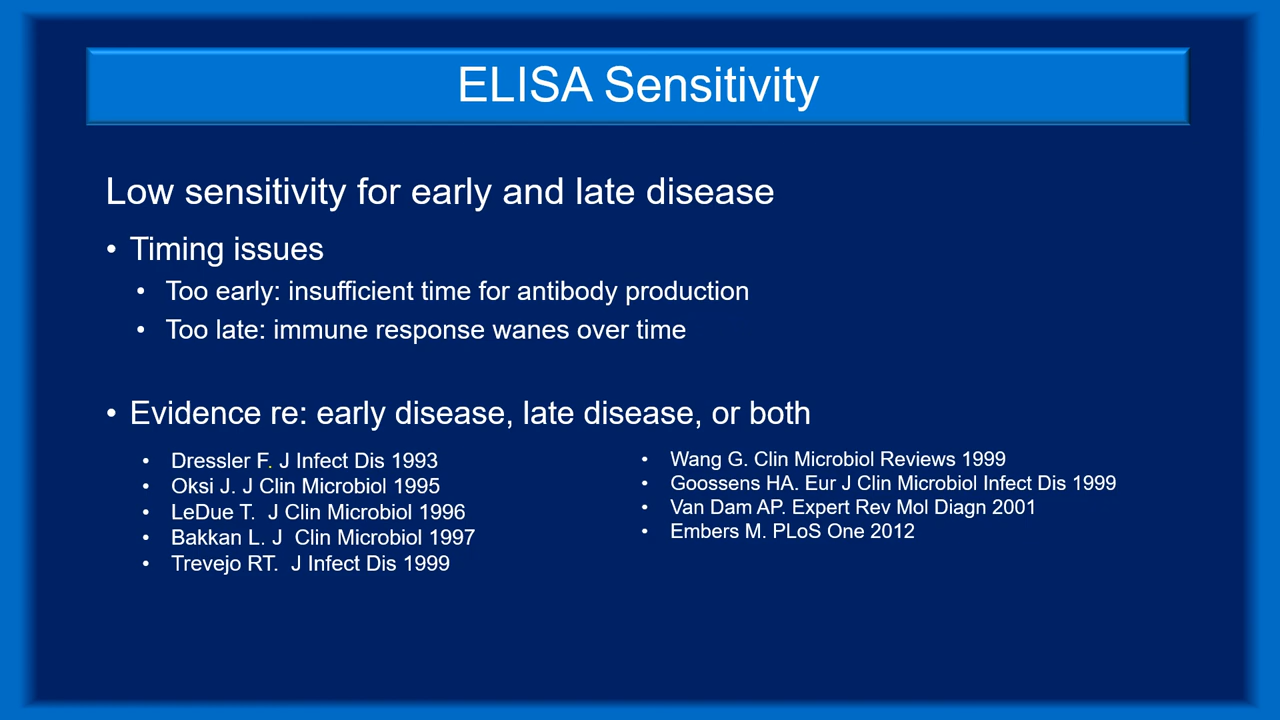 ELISA Sensitivity
Low sensitivity for early and late disease
• Timing issues
• Too early: insufficient time for antibody production
• Too late: immune response wanes over time
• Evidence re: early disease, late disease, or both
• Dressler F. J Infect Dis 1993
• Oksi J. J Clin Microbiol 1995
• LeDue T.  J Clin Microbiol 1996
• Bakkan L. J  Clin Microbiol 1997
• Trevejo RT.  J Infect Dis 1999
• Wang G. Clin Microbiol Reviews 1999
• Goossens HA. Eur J Clin Microbiol Infect Dis 1999
• Van Dam AP. Expert Rev Mol Diagn 2001
• Embers M. PLoS One 2012